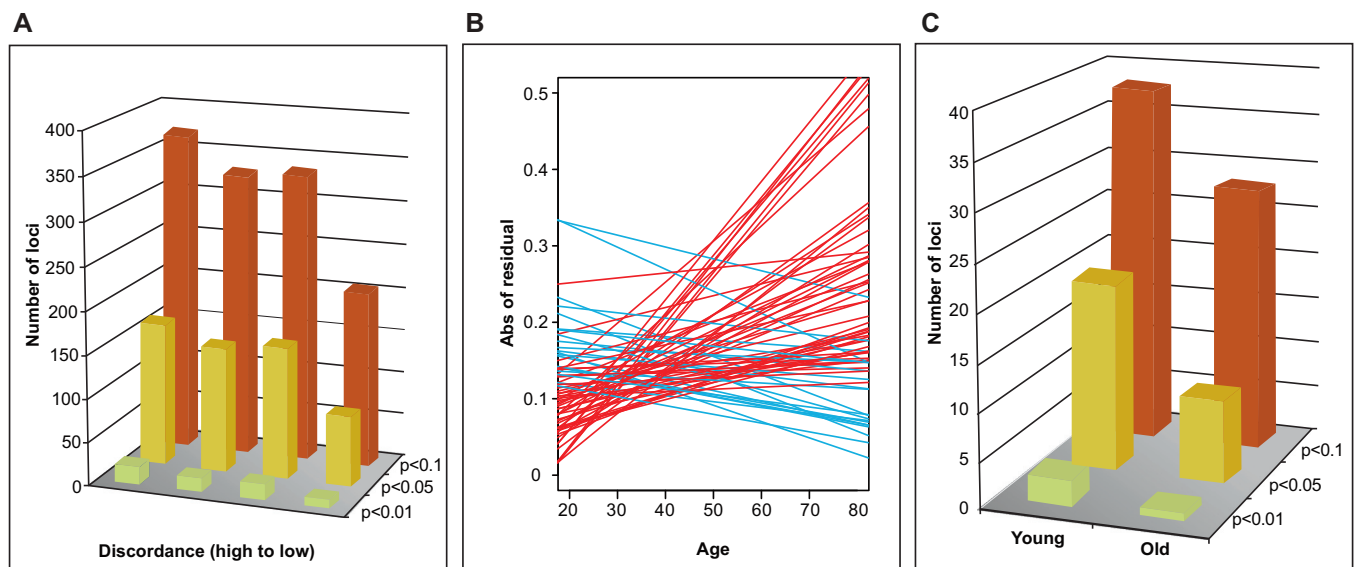 A
B
C
Number of loci
400
350
300
250
200
150
100
50
0
p<0.1
p<0.05
p<0.01
Discordance (high to low)
Abs of residual
0.5
0.4
0.3
0.2
0.1
0
20 30 40 50 60 70 80
Age
Number of loci
40
35
30
25
20
15
10
5
0
p<0.1
p<0.05
p<0.01
Young Old